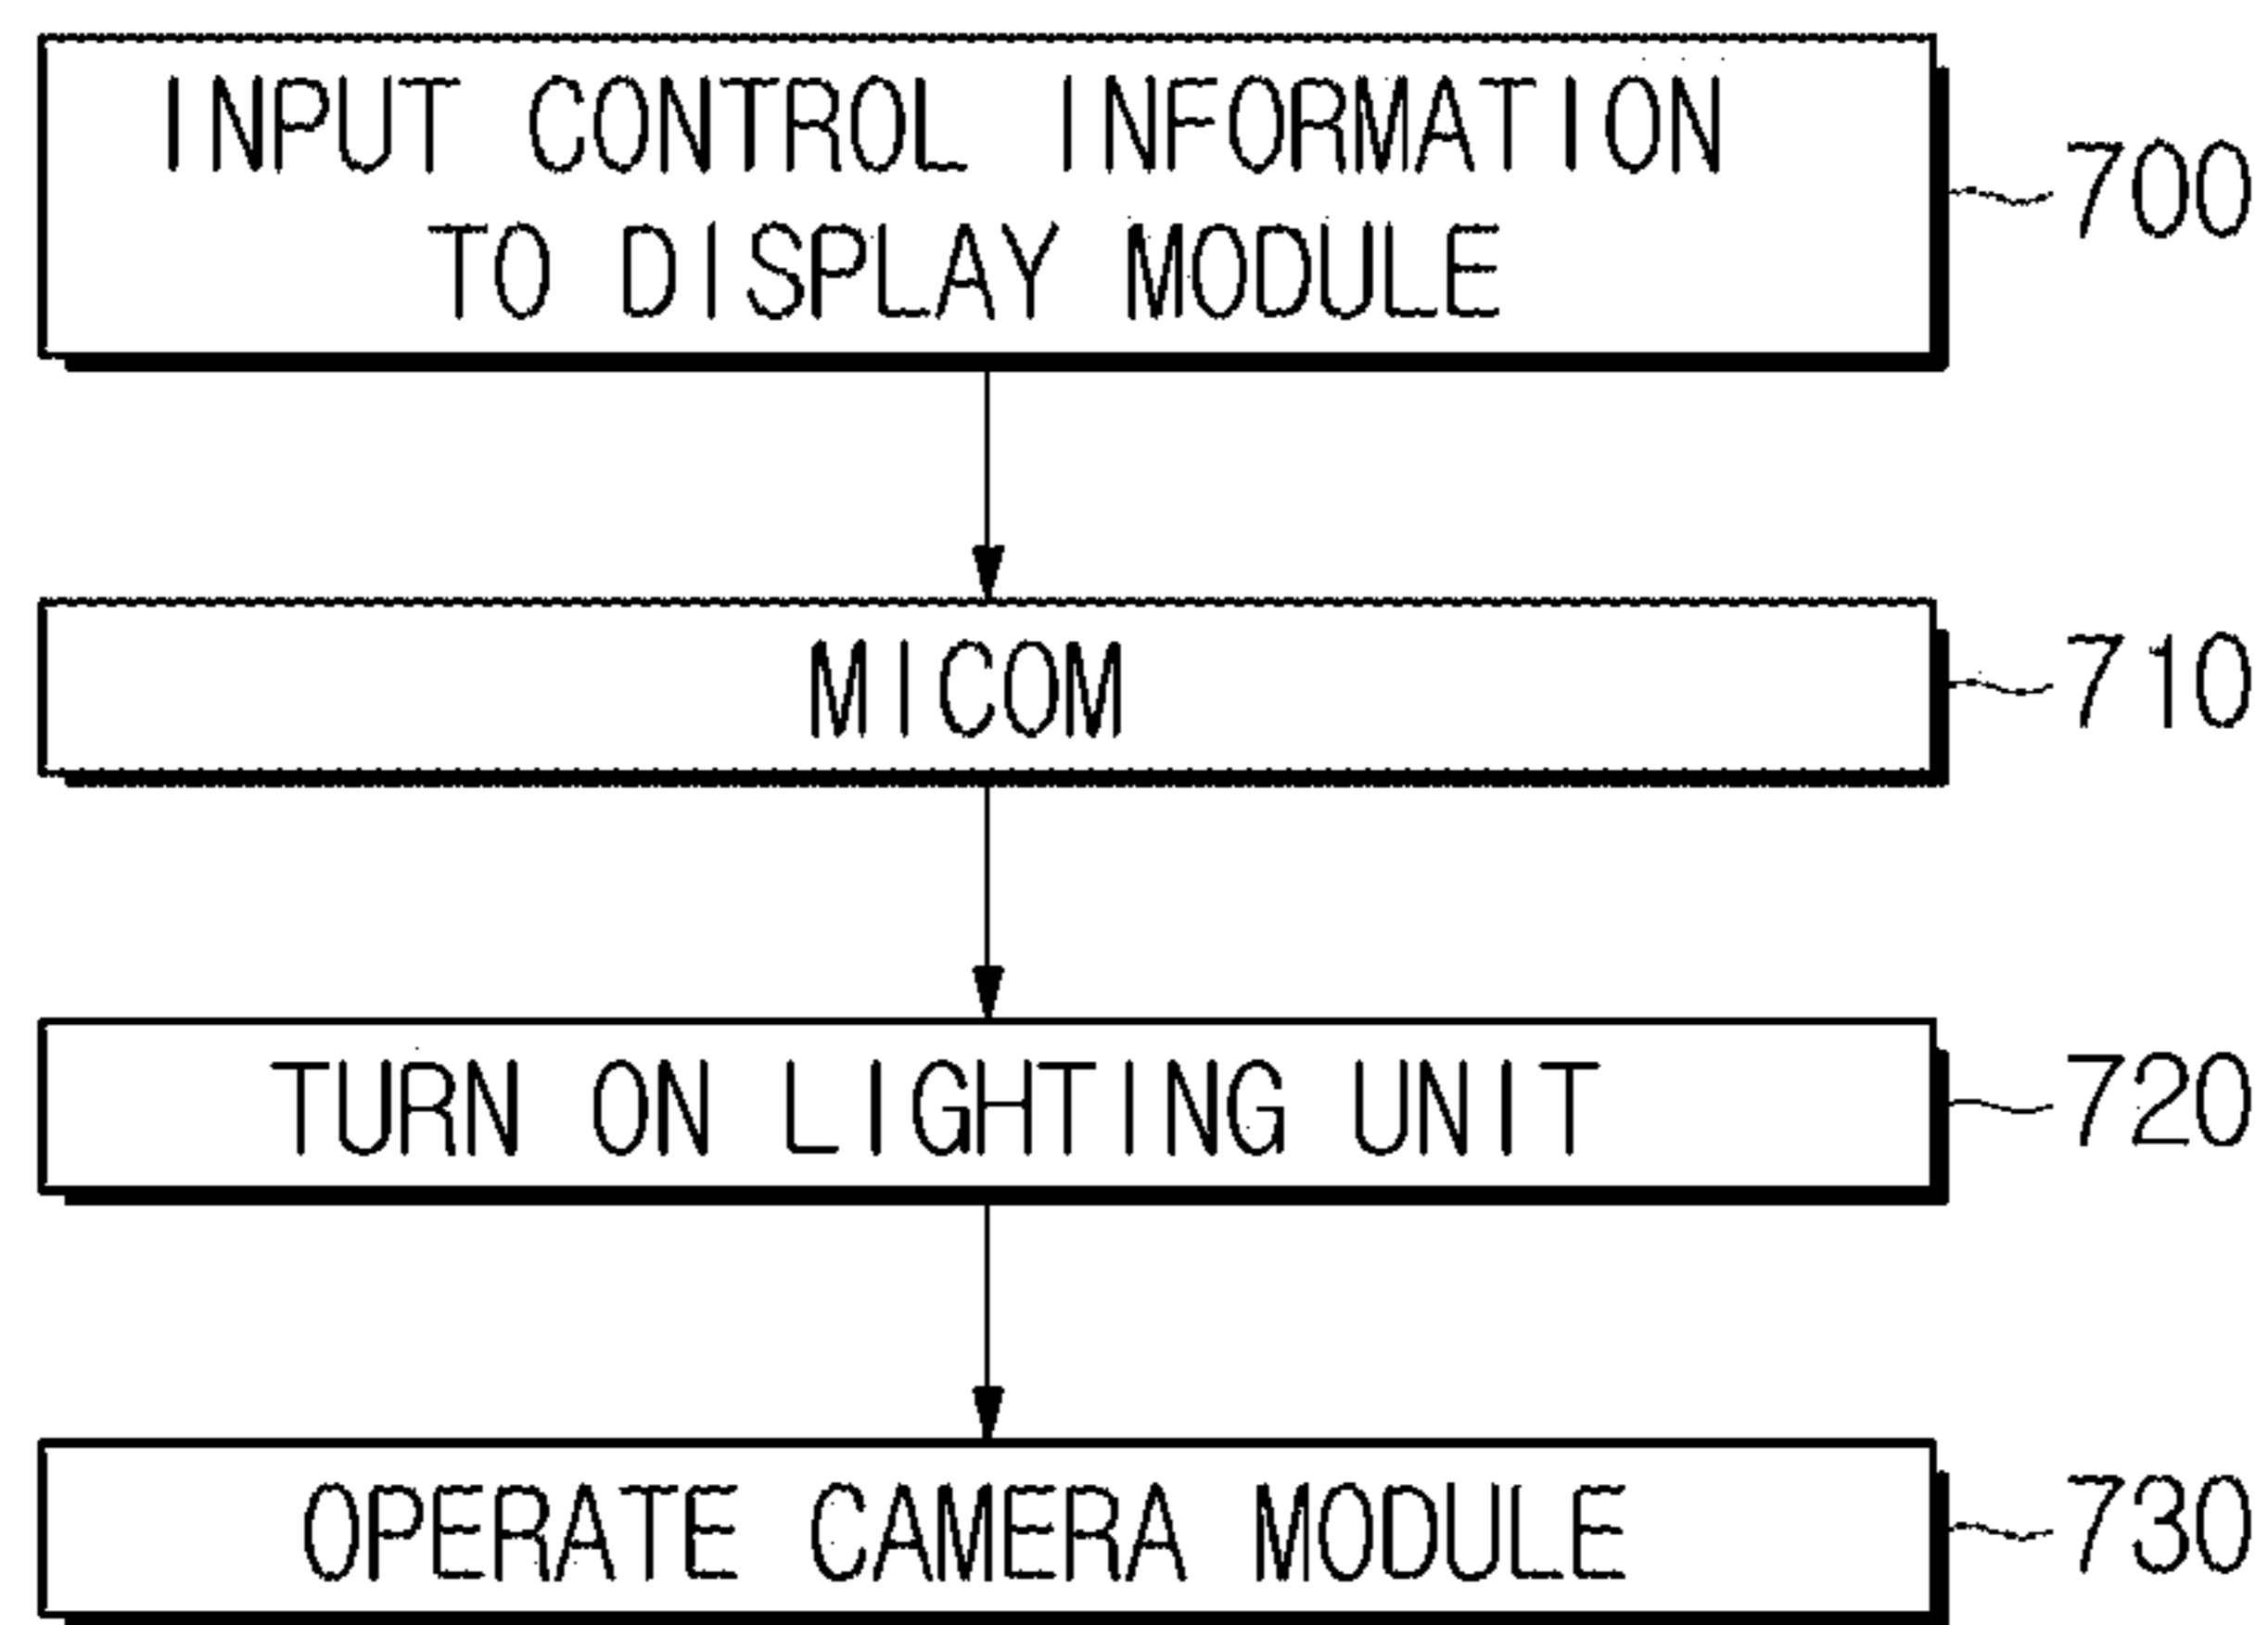 INPUT CONTROL INFORMATION
TO DISPLAY MODULE
700
MICOM
710
TURN ON LIGHTING UNIT
720
OPERATE CAMERA MODULE
730